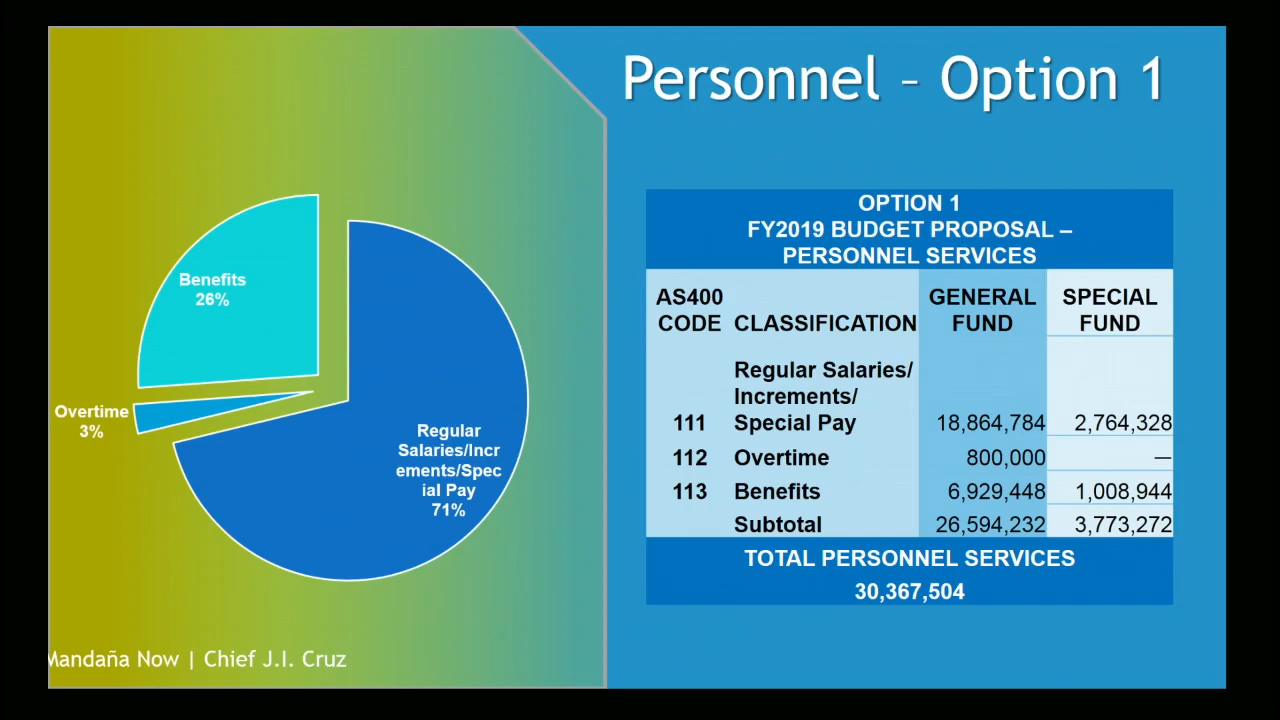 Personnel – Option 1
Benefits
26%
Overtime
3%
Regular
Salaries/Incr
ements/Spec
ial Pay
71%
OPTION 1
FY2019 BUDGET PROPOSAL –
PERSONNEL SERVICES
AS400 CODE CLASSIFICATION GENERAL FUND SPECIAL FUND
Regular Salaries/
Increments/
111 Special Pay 18,864,784 2,764,328
112 Overtime 800,000 —
113 Benefits 6,929,448 1,008,944
Subtotal 26,594,232 3,773,272
TOTAL PERSONNEL SERVICES
30,367,504
Mandaña Now | Chief J.I. Cruz